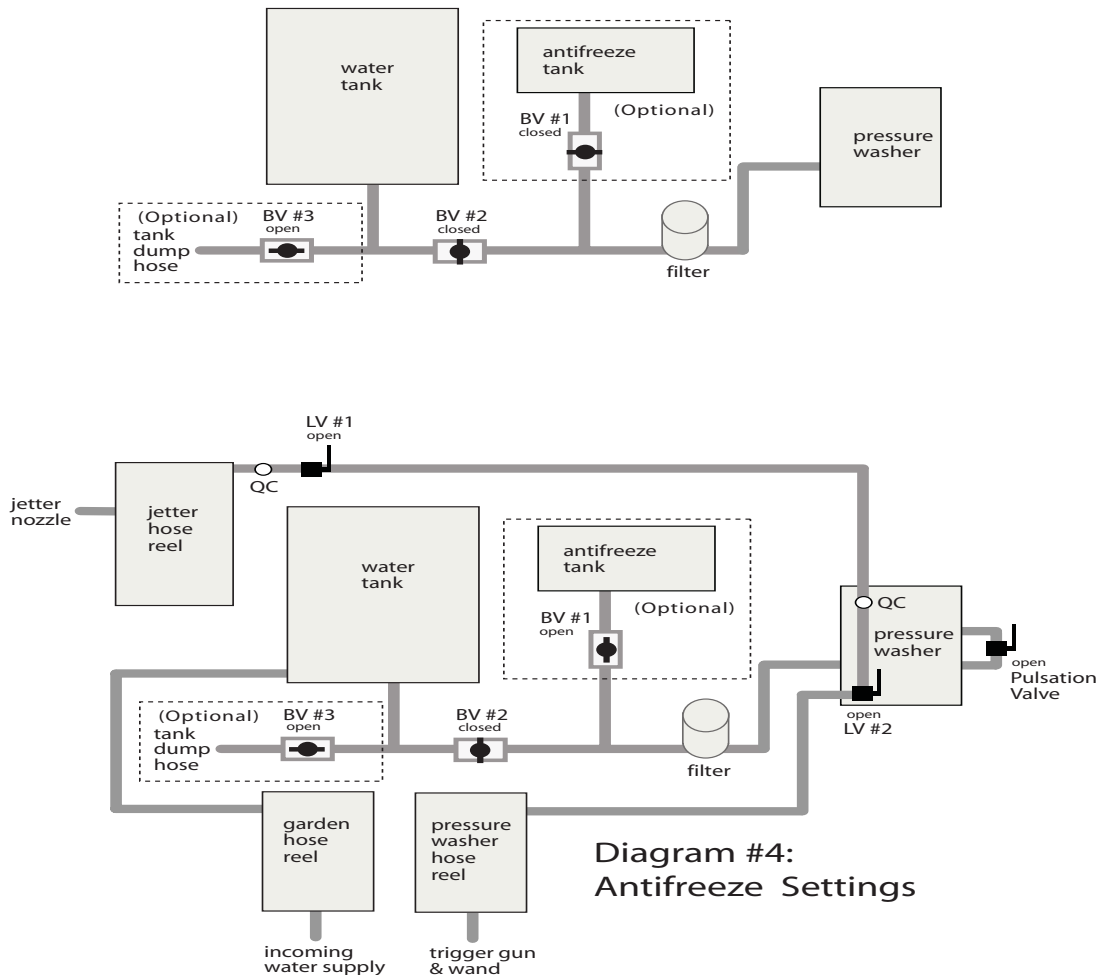 water
tank
antifreeze
tank
(Optional)
BV #1
closed
pressure
washer
(Optional)
tank
dump
hose
BV #3
open
BV #2
closed
filter
LV #1
open
QC
jetter
nozzle
jetter
hose
reel
water
tank
antifreeze
tank
(Optional)
BV #1
open
QC
pressure
washer
open
Pulsation
Valve
open
LV #2
(Optional)
tank
dump
hose
BV #3
open
BV #2
closed
filter
garden
hose
reel
pressure
washer
hose
reel
Diagram #4:
Antifreeze Settings
incoming
water supply
trigger gun
& wand